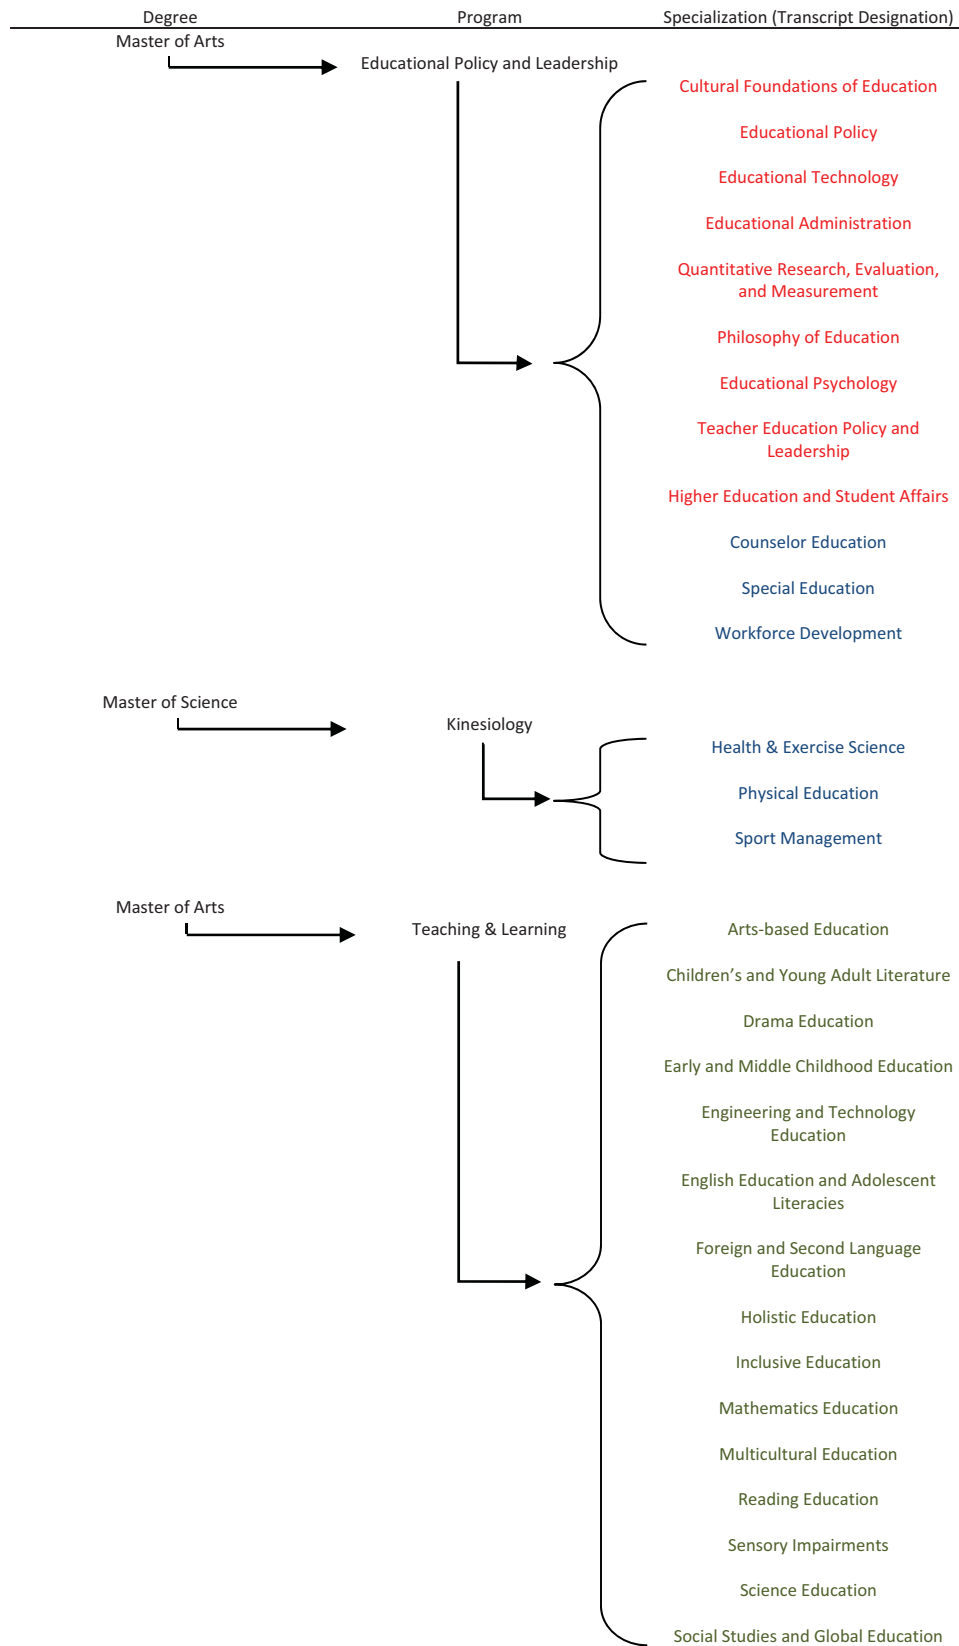 Degree Program Specialization (Transcript Designation)
Master of Arts
Educational Policy and Leadership
Cultural Foundations of Education
Educational Policy
Educational Technology
Educational Administration
Quantitative Research, Evaluation,
and Measurement
Philosophy of Education
Educational Psychology
Teacher Education Policy and
Leadership
Higher Education and Student Affairs
Counselor Education
Special Education
Workforce Development
Master of Science
Kinesiology
Health & Exercise Science
Physical Education
Sport Management
Master of Arts
Teaching & Learning
Arts-based Education
Children’s and Young Adult Literature
Drama Education
Early and Middle Childhood Education
Engineering and Technology
Education
English Education and Adolescent
Literacies
Foreign and Second Language
Education
Holistic Education
Inclusive Education
Mathematics Education
Multicultural Education
Reading Education
Sensory Impairments
Science Education
Social Studies and Global Education